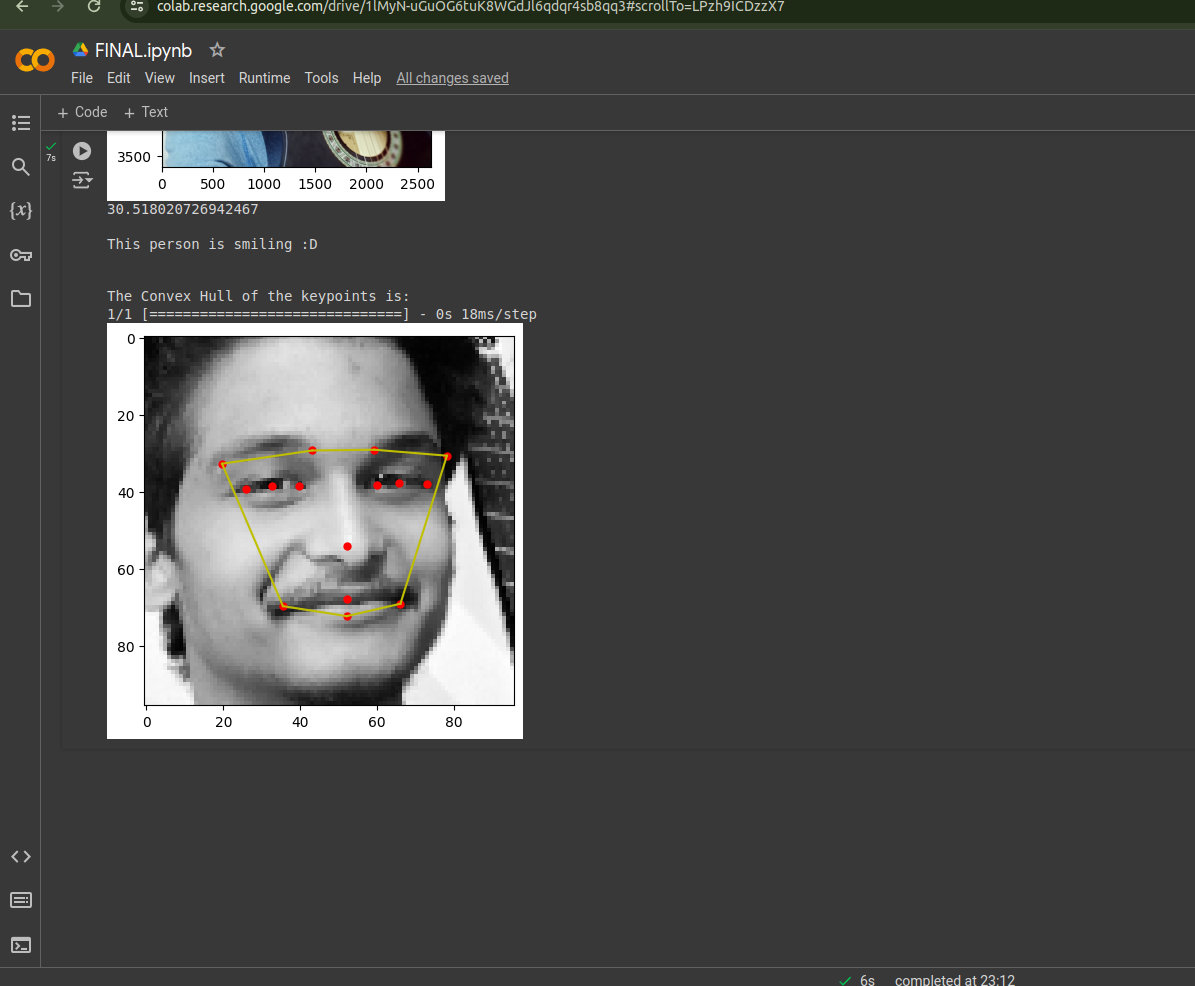 colab.research.google.com/drive/1lMyN-uGuOG6tuK8WGdJl6qdqr4sb8qq3#scrollTo=LPzh9ICDzzX7
FINAL.ipynb
File Edit View Insert Runtime Tools Help All changes saved
+ Code + Text
7s
3500
0 500 1000 1500 2000 2500
30.518020726942467
This person is smiling :D
The Convex Hull of the keypoints is:
1/1 [==============================] - 0s 18ms/step
0
20
40
60
80
0 20 40 60 80
{x}
6s completed at 23:12